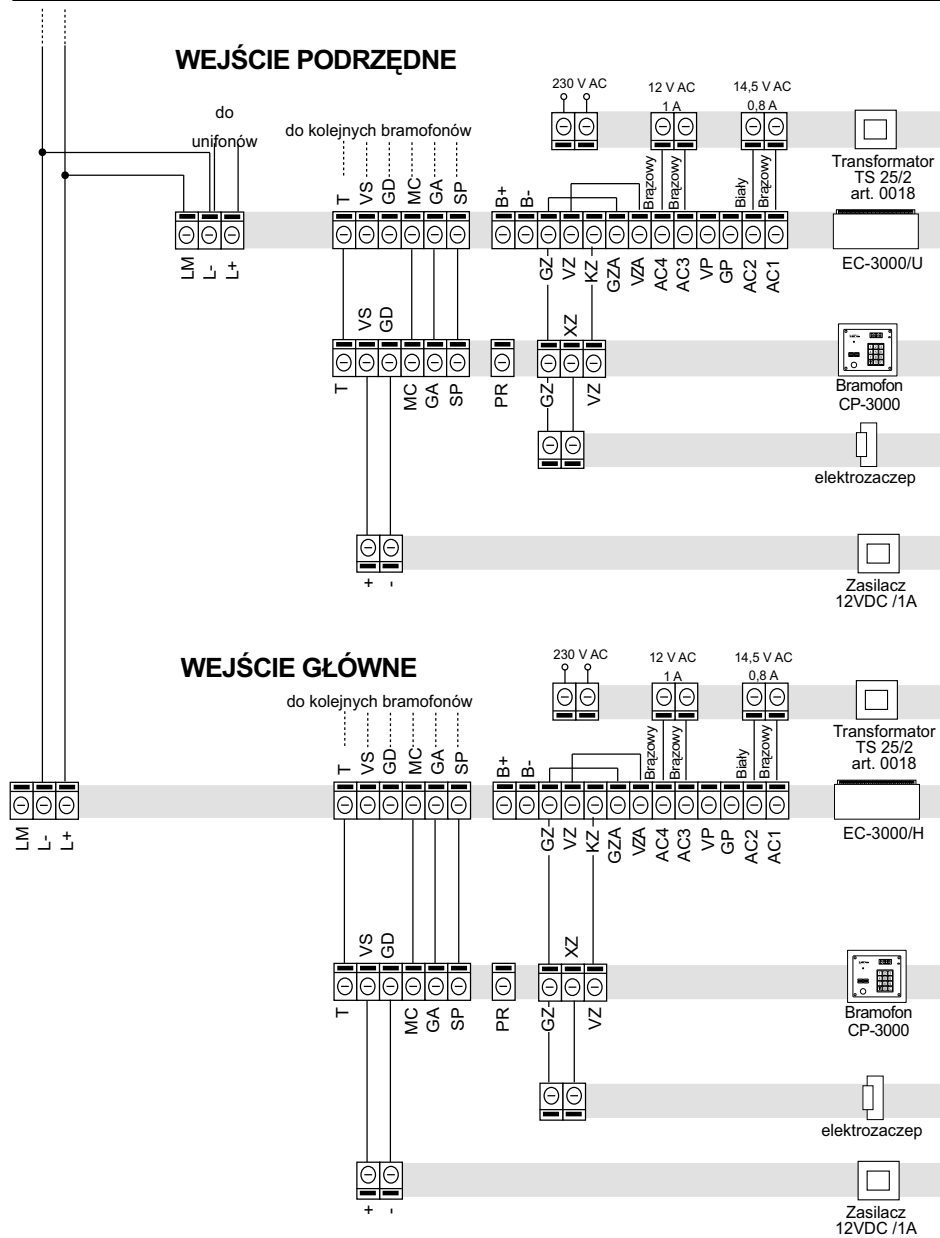 WEJŚCIE PODRZĘDNE
do
unifonów
do kolejnych bramofonów
230 V AC
12 V AC
1 A
14,5 V AC
0,8 A
Transformator
TS 25/2
art. 0018
T
VS
GD
MC
GA
SP
B+
B-
Brązowy
Brązowy
Biały
Brązowy
LM
L-
L+
GZ
VZ
KZ
GZA
VZA
AC4
AC3
VP
GP
AC2
AC1
EC-3000/U
VS
GD
XZ
T
MC
GA
SP
PR
GZ
VZ
Bramofon
CP-3000
elektrozaczep
+
-
Zasilacz
12VDC /1A
WEJŚCIE GŁÓWNE
do kolejnych bramofonów
230 V AC
12 V AC
1 A
14,5 V AC
0,8 A
Transformator
TS 25/2
art. 0018
T
VS
GD
MC
GA
SP
B+
B-
Brązowy
Brązowy
Biały
Brązowy
LM
L-
L+
GZ
VZ
KZ
GZA
VZA
AC4
AC3
VP
GP
AC2
AC1
EC-3000/H
VS
GD
XZ
T
MC
GA
SP
PR
GZ
VZ
Bramofon
CP-3000
elektrozaczep
+
-
Zasilacz
12VDC /1A